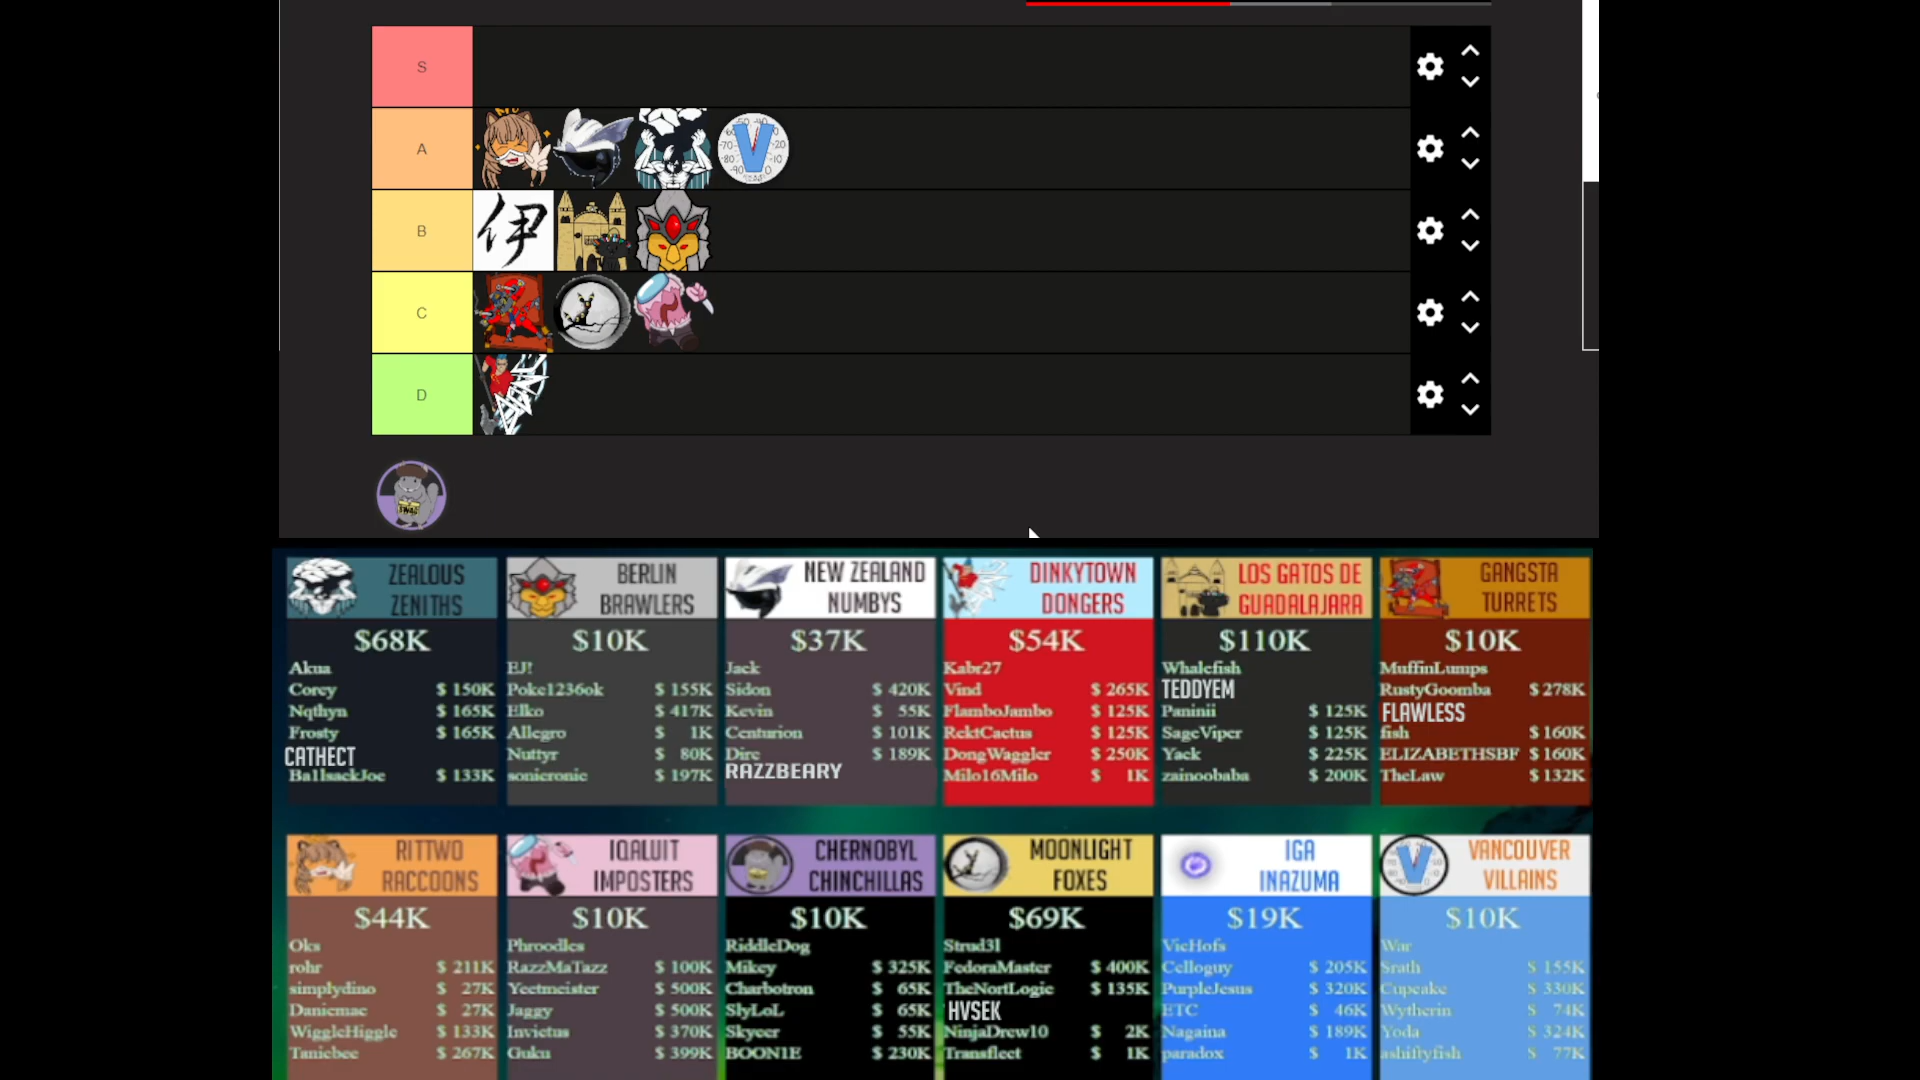 S
A
B
伊
C
D
ZEALOUS ZENITHS
$68K
Akua
Corey $ 150K
Nqthyn $ 165K
Frosty $ 165K
CATHECT
Ba11sackJoe $ 133K
BERLIN BRAWLERS
$10K
EJ!
Poke1236ok $ 155K
Elko $ 417K
Allegro $ 1K
Nuttyr $ 80K
sonicronic $ 197K
NEW ZEALAND NUMBYS
$37K
Jack
Sidon $ 420K
Kevin $ 55K
Centurion $ 101K
Dire $ 189K
RAZZBEARY
DINKYTOWN DONGERS
$54K
Kabr27
Vind $ 265K
FlamboJambo $ 125K
RektCactus $ 125K
DongWaggler $ 250K
Milo16Milo $ 1K
LOS GATOS DE GUADALAJARA
$110K
Whalefish
TEDDYEM
Paninii $ 125K
SageViper $ 125K
Yack $ 225K
zainoobaba $ 200K
GANGSTA TURRETS
$10K
MuffinLumps
RustyGoomba $ 278K
FLAWLESS
fish $ 160K
ELIZABETHSBF $ 160K
TheLaw $ 132K
RITTWO RACCOONS
$44K
Oks
rohr $ 211K
simplydino $ 27K
Danicmac $ 27K
WiggleHiggle $ 133K
Tanicbee $ 267K
IQALUIT IMPOSTERS
$10K
Phroodles
RazzMaTazz $ 100K
Yeetmeister $ 500K
Jaggy $ 500K
Invictus $ 370K
Guku $ 399K
CHERNOBYL CHINCHILLAS
$10K
RiddleDog
Mikey $ 325K
Charbotron $ 65K
SlyLoL $ 65K
Skyeer $ 55K
BOON1E $ 230K
MOONLIGHT FOXES
$69K
Strud3l
FedoraMaster $ 400K
TheNortLogic $ 135K
HVSEK
NinjaDrew10 $ 2K
Transflect $ 1K
IGA INAZUMA
$19K
VicHofs
Celloguy $ 205K
PurpleJesus $ 320K
ETC $ 46K
Nagaina $ 189K
paradox $ 1K
V
VANCOUVER VILLAINS
$10K
War
Srath $ 155K
Cupcake $ 330K
Wytherin $ 74K
Yoda $ 324K
ashiftyfish $ 77K